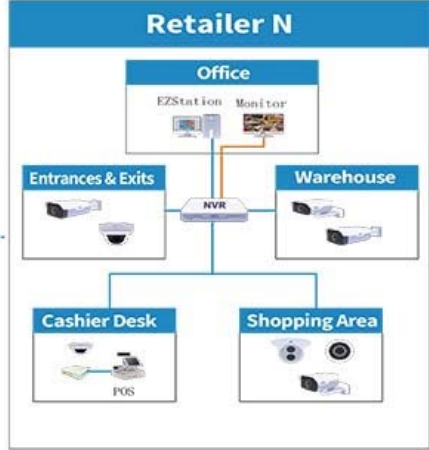 Retailer N
Office
EZStation Monitor
Entrances & Exits
Warehouse
NVR
Cashier Desk
Shopping Area
POS